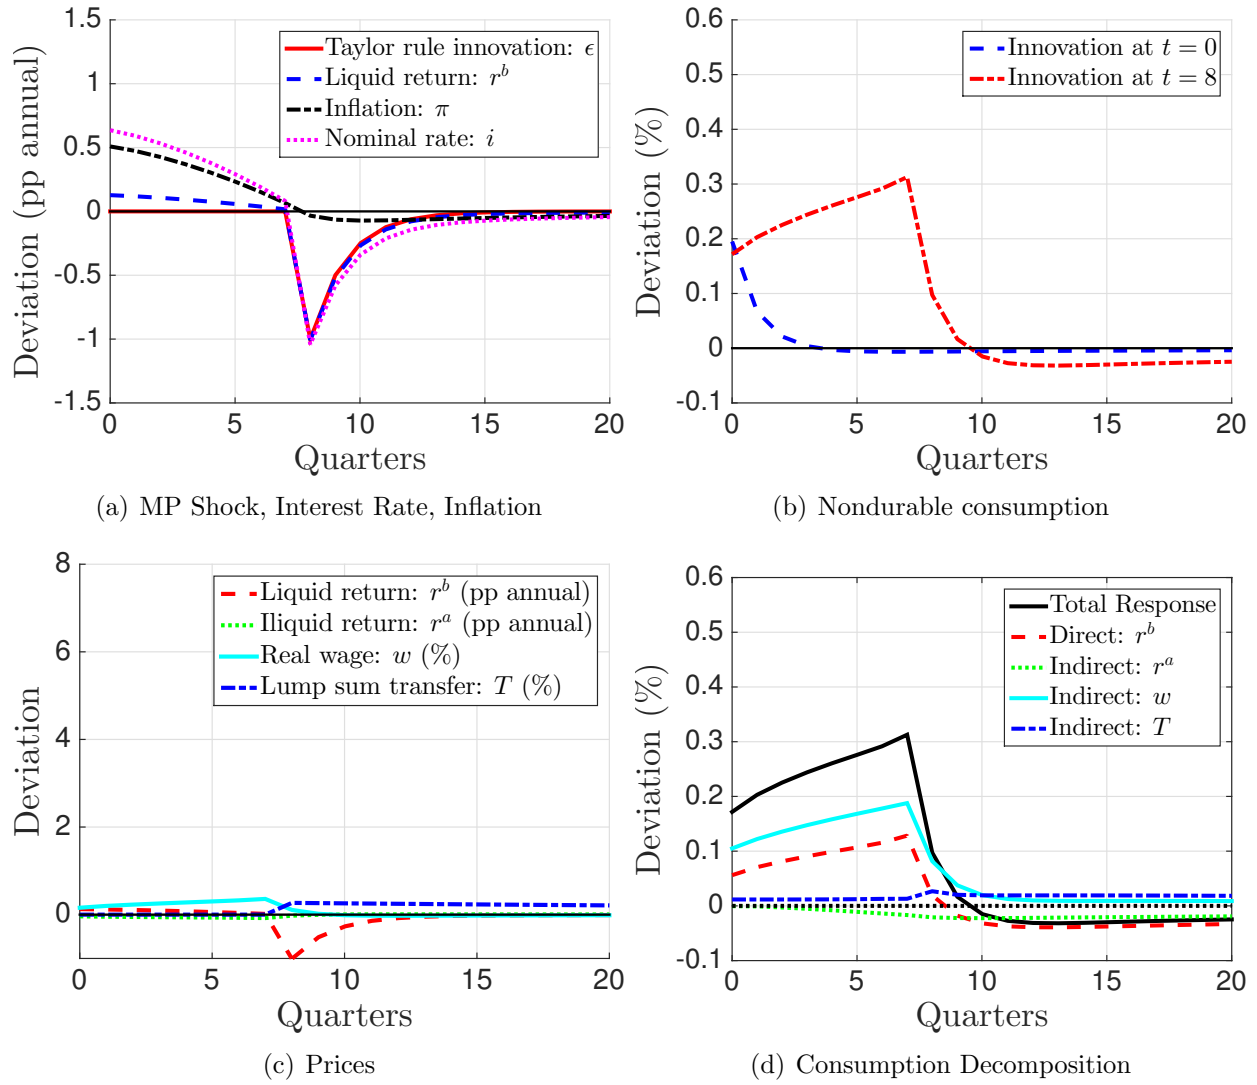 Deviation (pp annual)
1.5
1
0.5
0
-0.5
-1
-1.5
Taylor rule innovation: ϵ
Liquid return: r^b
Inflation: π
Nominal rate: i
0 5 10 15 20
Quarters
(a) MP Shock, Interest Rate, Inflation
Deviation (%)
0.6
0.5
0.4
0.3
0.2
0.1
0
-0.1
Innovation at t = 0
Innovation at t = 8
0 5 10 15 20
Quarters
(b) Nondurable consumption
Deviation
8
6
4
2
0
Liquid return: r^b (pp annual)
Iliquid return: r^a (pp annual)
Real wage: w (%)
Lump sum transfer: T (%)
0 5 10 15 20
Quarters
(c) Prices
Deviation (%)
0.6
0.5
0.4
0.3
0.2
0.1
0
-0.1
Total Response
Direct: r^b
Indirect: r^a
Indirect: w
Indirect: T
0 5 10 15 20
Quarters
(d) Consumption Decomposition